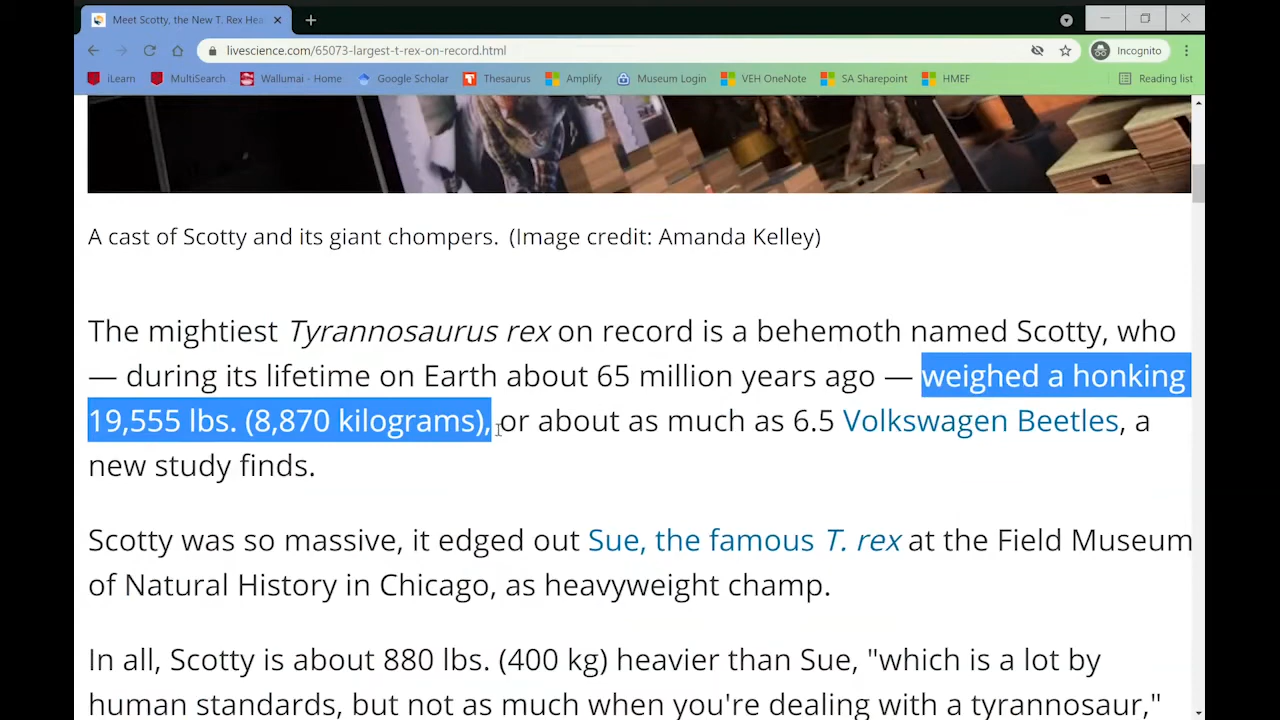 Meet Scotty, the New T. Rex Hea
livescience.com/65073-largest-t-rex-on-record.html
Incognito
iLearn MultiSearch Wallumai - Home Google Scholar Thesaurus Amplify Museum Login VEH OneNote SA Sharepoint HMEF Reading list
A cast of Scotty and its giant chompers. (Image credit: Amanda Kelley)
The mightiest Tyrannosaurus rex on record is a behemoth named Scotty, who
— during its lifetime on Earth about 65 million years ago — weighed a honking
19,555 lbs. (8,870 kilograms), or about as much as 6.5 Volkswagen Beetles, a
new study finds.
Scotty was so massive, it edged out Sue, the famous T. rex at the Field Museum
of Natural History in Chicago, as heavyweight champ.
In all, Scotty is about 880 lbs. (400 kg) heavier than Sue, "which is a lot by
human standards, but not as much when you're dealing with a tyrannosaur,"